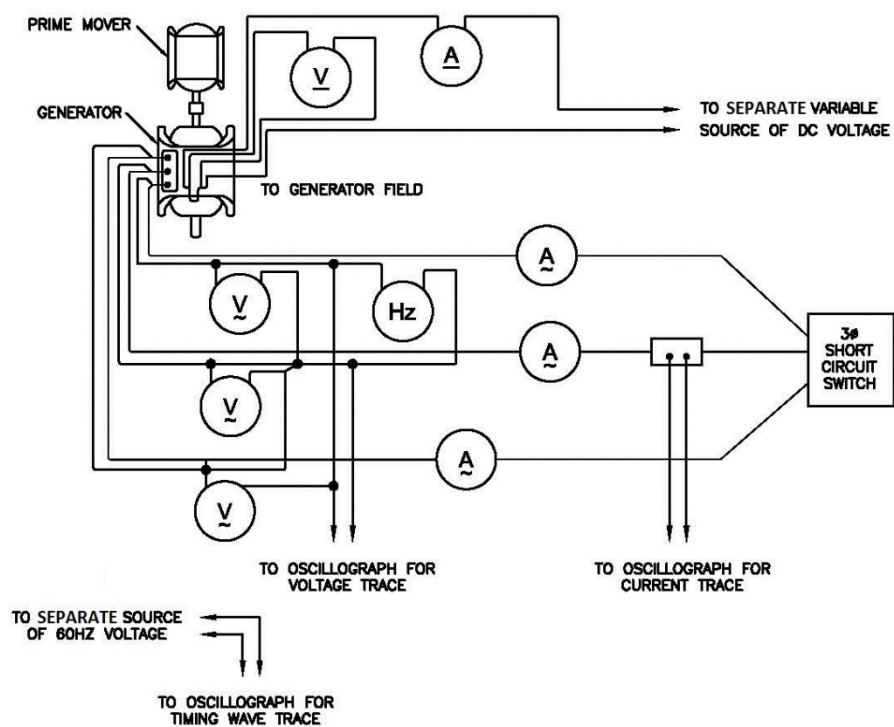 PRIME MOVER
GENERATOR
V
A
TO SEPARATE VARIABLE
SOURCE OF DC VOLTAGE
TO GENERATOR FIELD
A
~
V
~
Hz
A
~
3ø
SHORT
CIRCUIT
SWITCH
V
~
A
~
V
~
TO OSCILLOGRAPH FOR
VOLTAGE TRACE
TO OSCILLOGRAPH FOR
CURRENT TRACE
TO SEPARATE SOURCE
OF 60HZ VOLTAGE
TO OSCILLOGRAPH FOR
TIMING WAVE TRACE